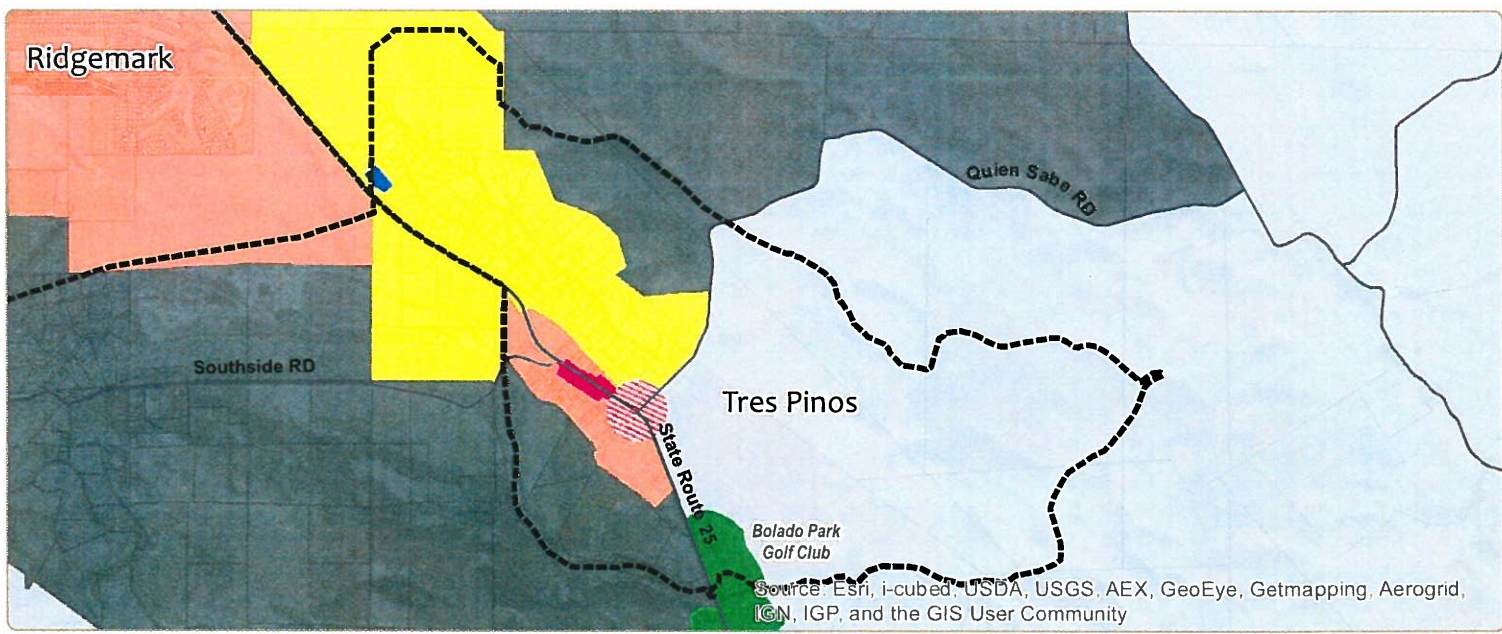 Ridgemark
Quien Sabe RD
Southside RD
Tres Pinos
State Route 25
Bolado Park
Golf Club
Source: Esri, i-cubed, USDA, USGS, AEX, GeoEye, Getmapping, Aerogrid,
IGN, IGP, and the GIS User Community